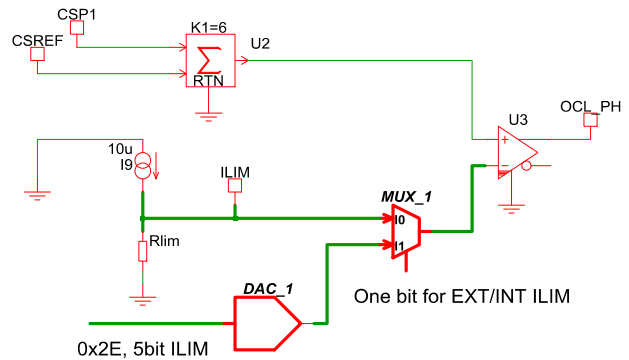 CSP1
K1=6
CSREF
U2
Σ
RTN
U3
OCL_PH
+
−
10u
I9
ILIM
MUX_1
I0
I1
Rlim
DAC_1
One bit for EXT/INT ILIM
0x2E, 5bit ILIM